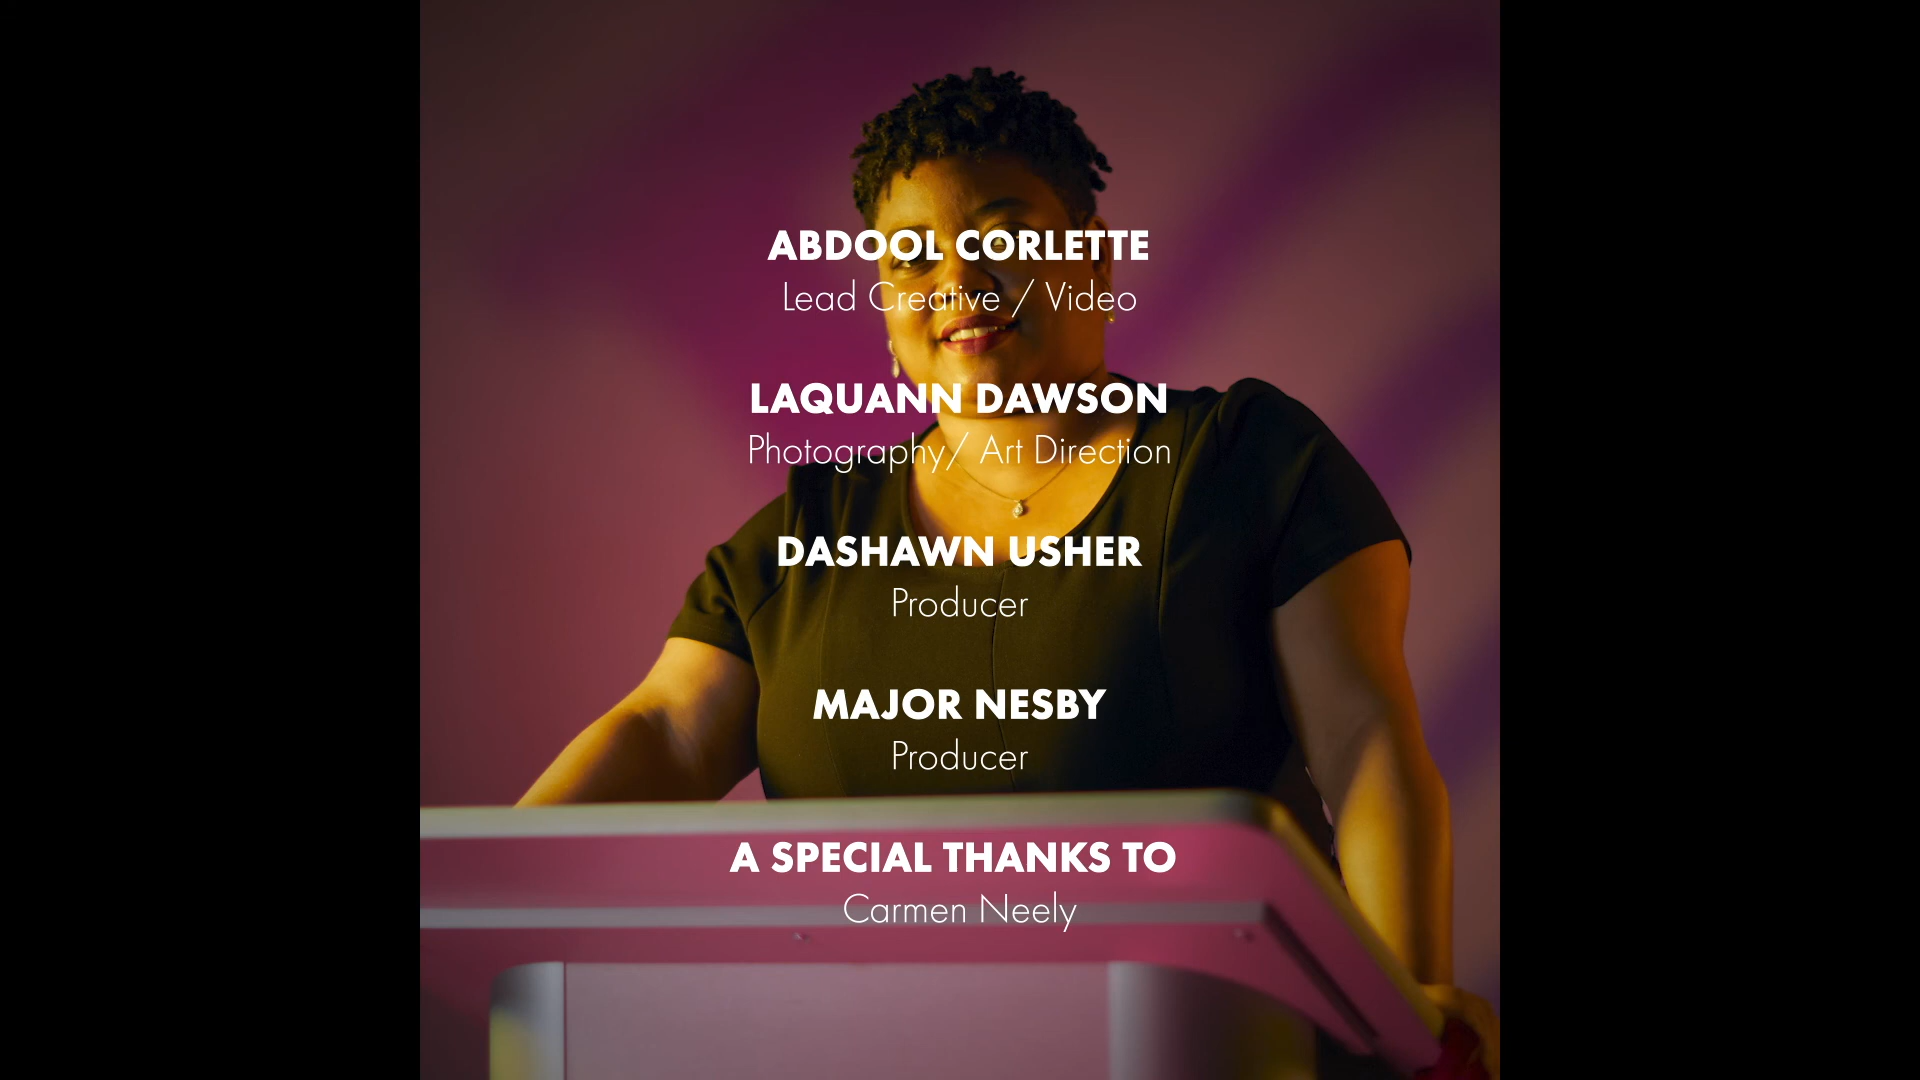 ABDOOL CORLETTE
Lead Creative / Video
LAQUANN DAWSON
Photography/ Art Direction
DASHAWN USHER
Producer
MAJOR NESBY
Producer
A SPECIAL THANKS TO
Carmen Neely